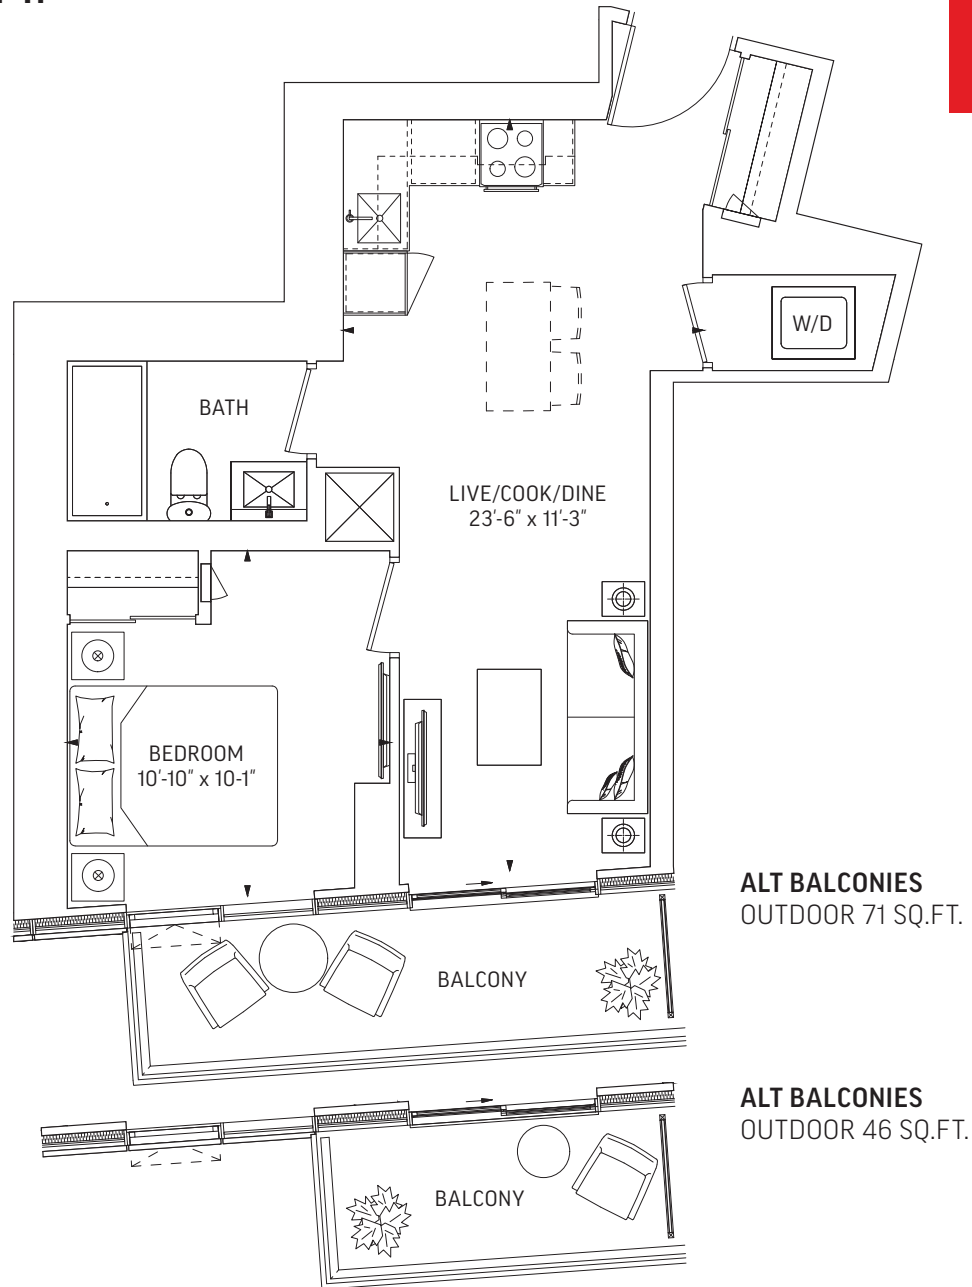 W/D
BATH
LIVE/COOK/DINE
23'-6" x 11'-3"
BEDROOM
10'-10" x 10-1"
ALT BALCONIES
OUTDOOR 71 SQ.FT.
BALCONY
ALT BALCONIES
OUTDOOR 46 SQ.FT.
BALCONY